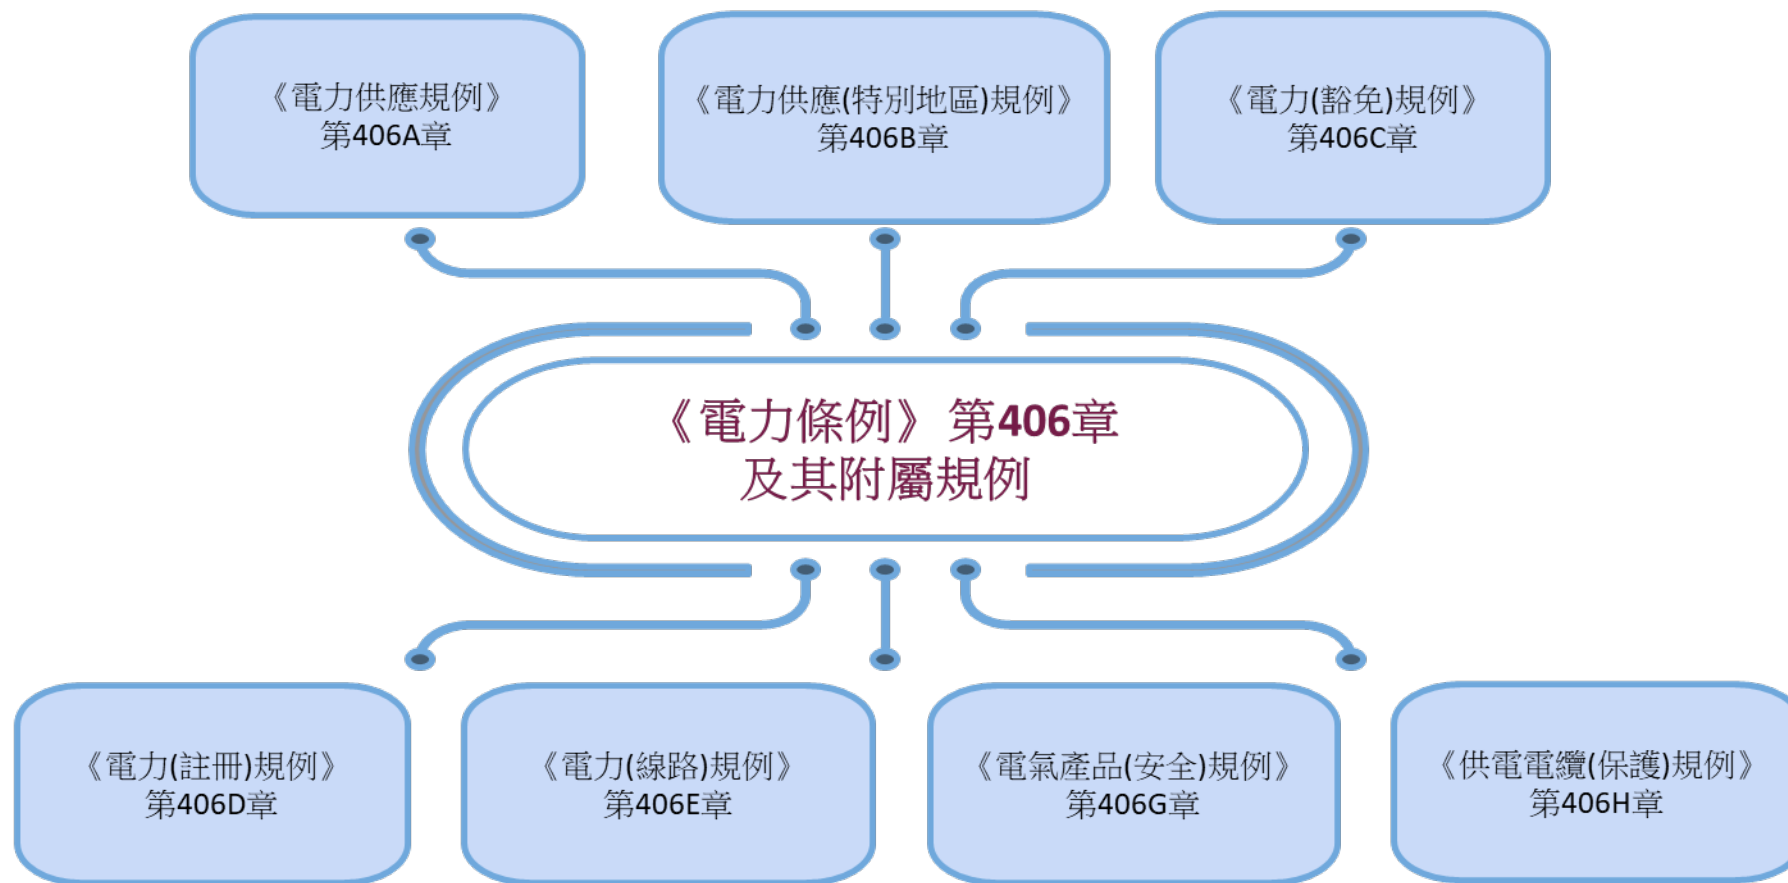 《電力供應規例》
第406A章
《電力供應(特別地區)規例》
第406B章
《電力(豁免)規例》
第406C章
《電力條例》第406章
及其附屬規例
《電力(註冊)規例》
第406D章
《電力(線路)規例》
第406E章
《電氣產品(安全)規例》
第406G章
《供電電纜(保護)規例》
第406H章